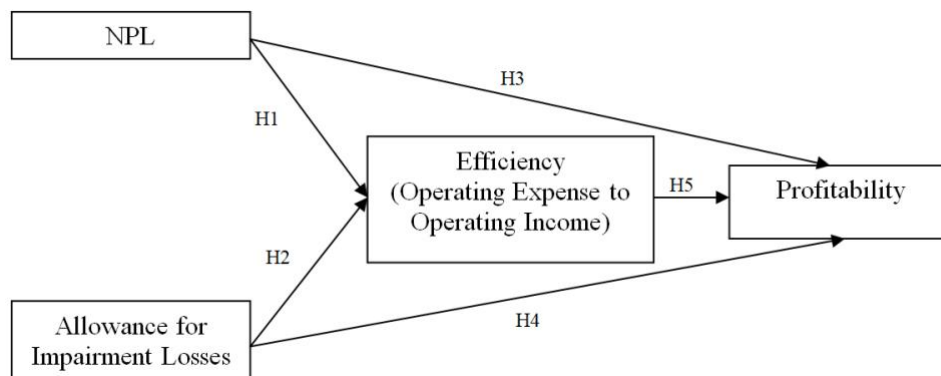 NPL
H3
H1
Efficiency
(Operating Expense to
Operating Income)
H5
Profitability
H2
Allowance for
Impairment Losses
H4